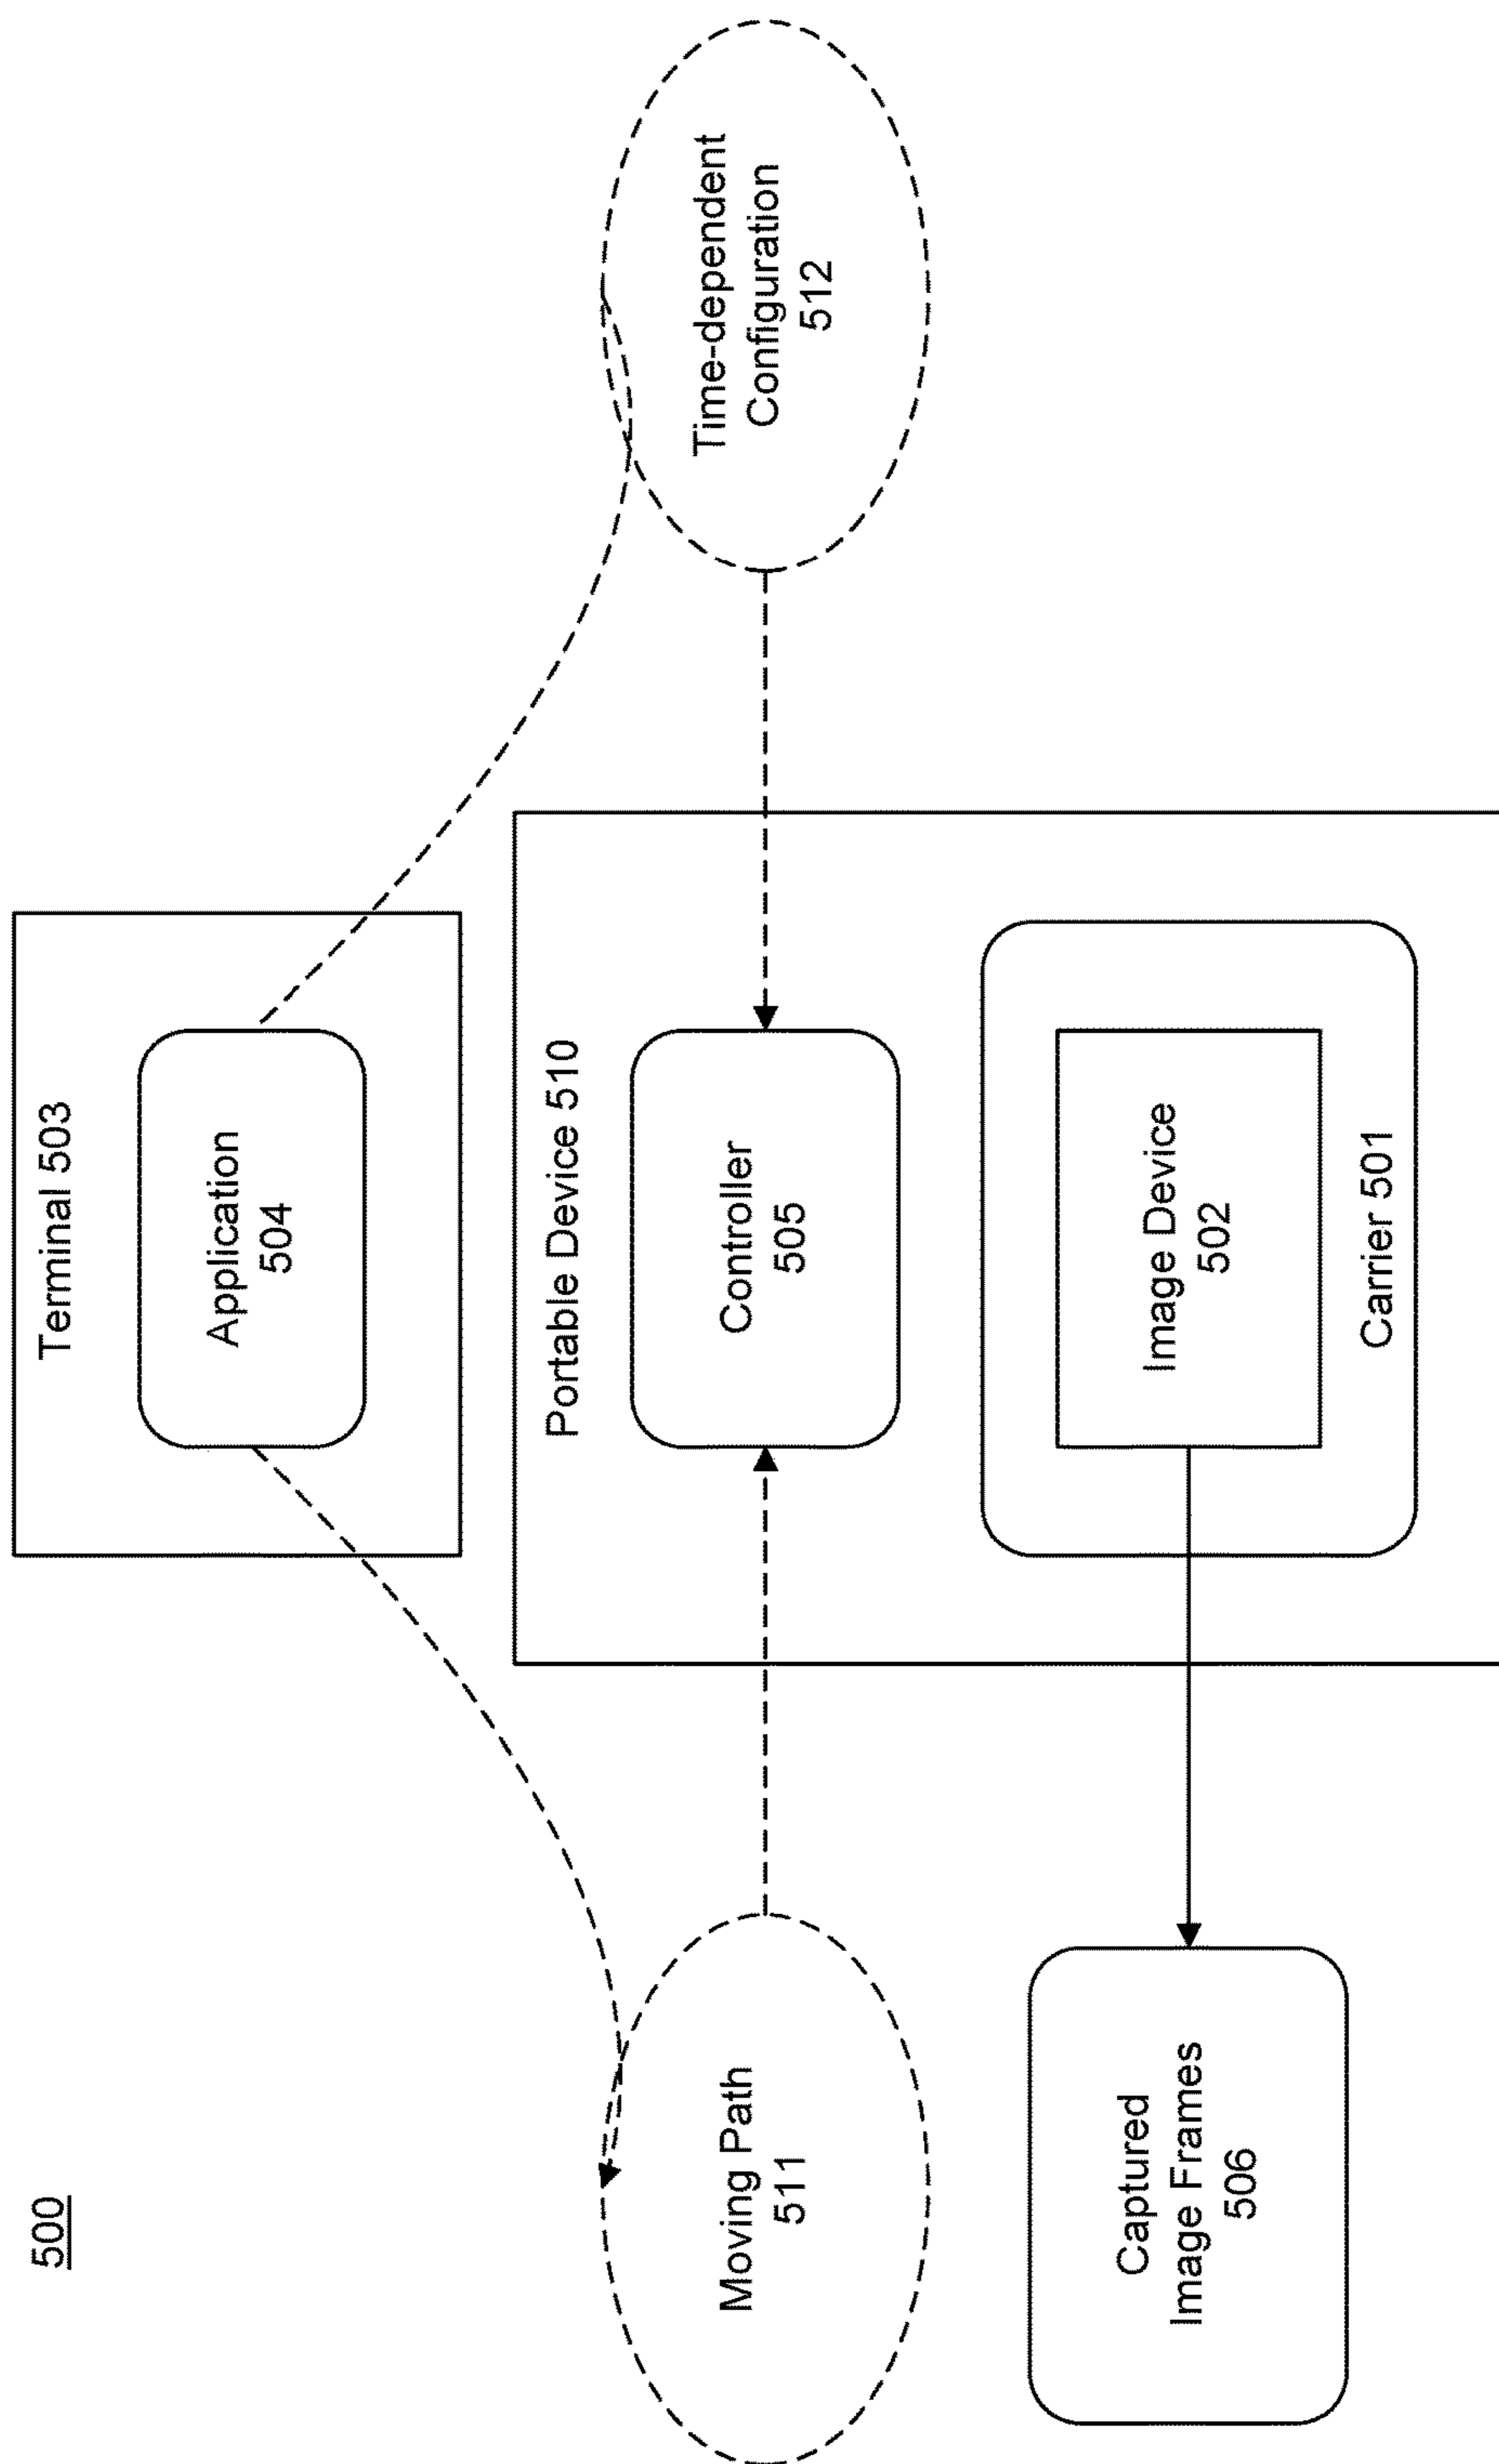 500
Terminal 503
Application
504
Portable Device 510
Moving Path
511
Controller
505
Time-dependent
Configuration
512
Captured
Image Frames
506
Image Device
502
Carrier 501